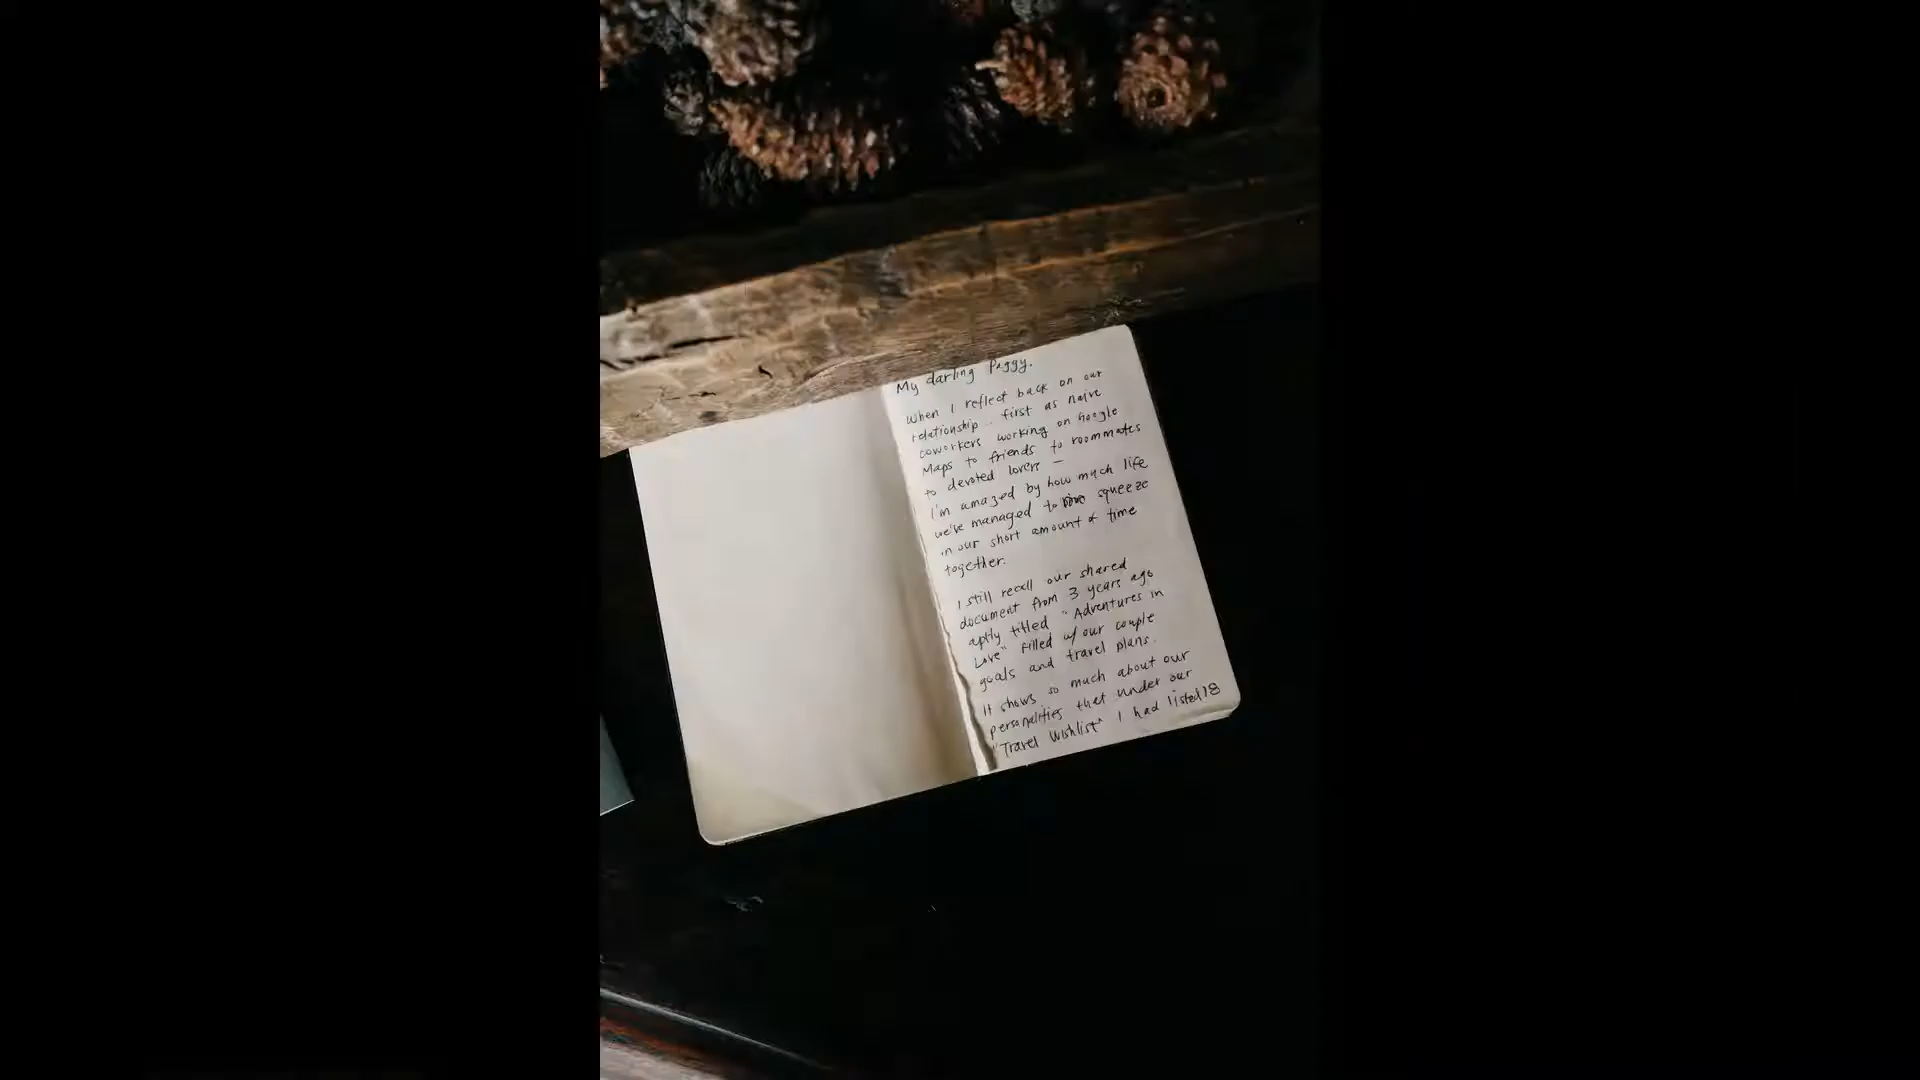 My darling Peggy.
When I reflect back on our
relationship.. first as naive
coworkers working on Google
Maps to friends to roommates
to devoted lovers —
I'm amazed by how much life
we've managed to squeeze
in our short amount of time
together.
I still recall our shared
document from 3 years ago
aptly titled "Adventures in
Love" filled w/ our couple
goals and travel plans.
It shows so much about our
personalities that under our
"Travel Wishlist" I had listed 18